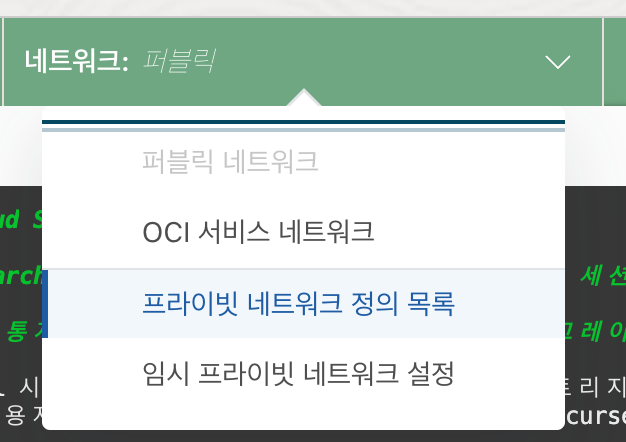 네트워크: 퍼블릭
퍼블릭 네트워크
OCI 서비스 네트워크
프라이빗 네트워크 정의 목록
임시 프라이빗 네트워크 설정